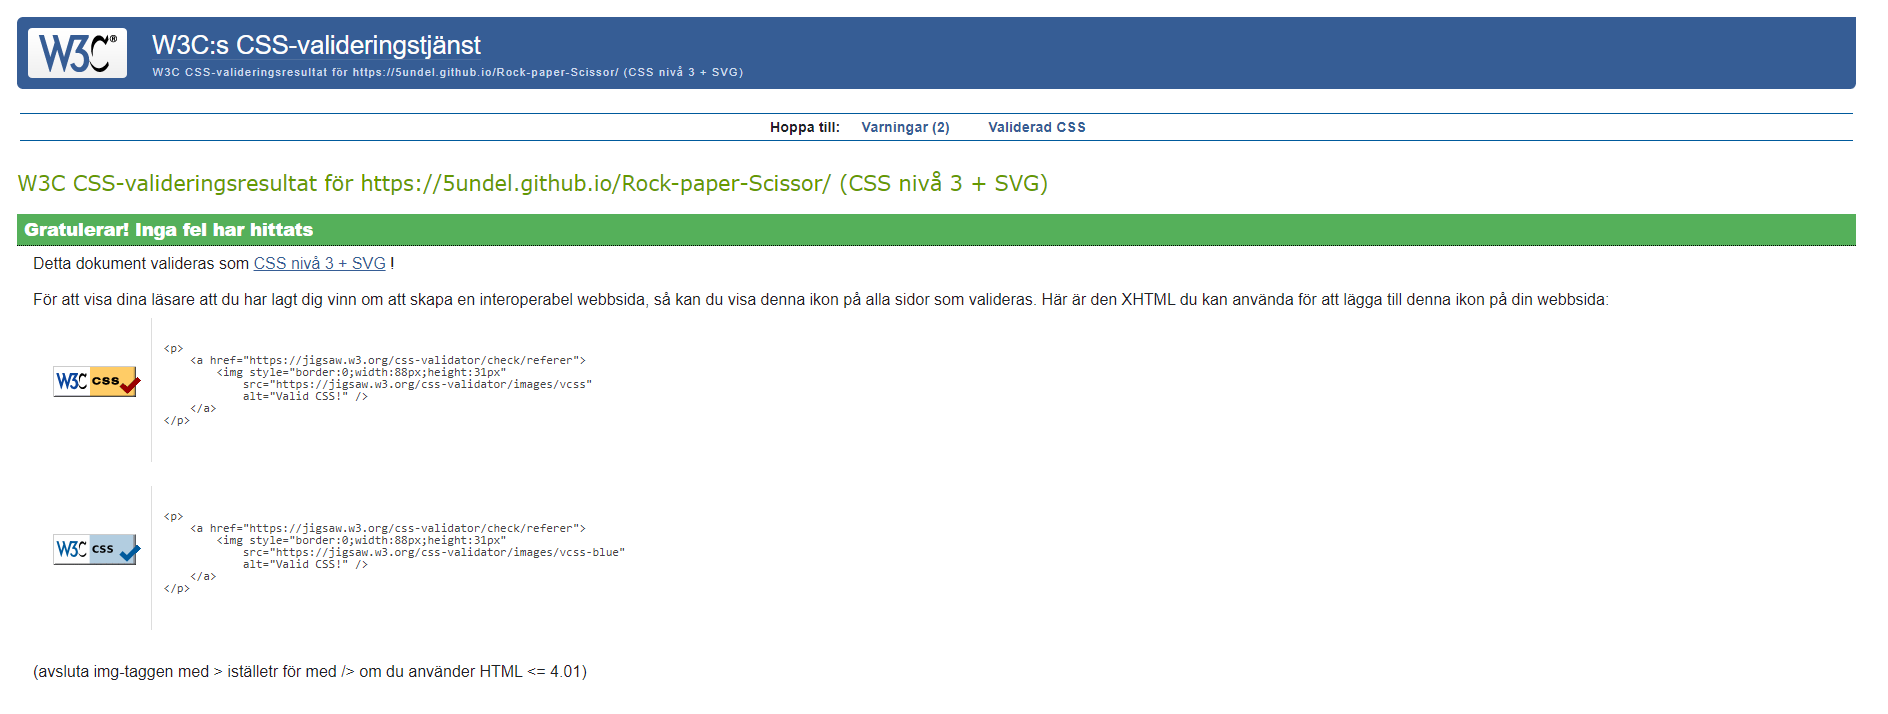 W3C®
W3C:s CSS-valideringstjänst
W3C CSS-valideringsresultat för https://5undel.github.io/Rock-paper-Scissor/ (CSS nivå 3 + SVG)
Hoppa till: Varningar (2) Validerad CSS
W3C CSS-valideringsresultat för https://5undel.github.io/Rock-paper-Scissor/ (CSS nivå 3 + SVG)
Gratulerar! Inga fel har hittats
Detta dokument valideras som CSS nivå 3 + SVG !
För att visa dina läsare att du har lagt dig vinn om att skapa en interoperabel webbsida, så kan du visa denna ikon på alla sidor som valideras. Här är den XHTML du kan använda för att lägga till denna ikon på din webbsida:
W3C CSS
<p>
<a href="https://jigsaw.w3.org/css-validator/check/referer">
<img style="border:0;width:88px;height:31px"
src="https://jigsaw.w3.org/css-validator/images/vcss"
alt="Valid CSS!" />
</a>
</p>
W3C CSS
<p>
<a href="https://jigsaw.w3.org/css-validator/check/referer">
<img style="border:0;width:88px;height:31px"
src="https://jigsaw.w3.org/css-validator/images/vcss-blue"
alt="Valid CSS!" />
</a>
</p>
(avsluta img-taggen med > iställetr för med /> om du använder HTML <= 4.01)